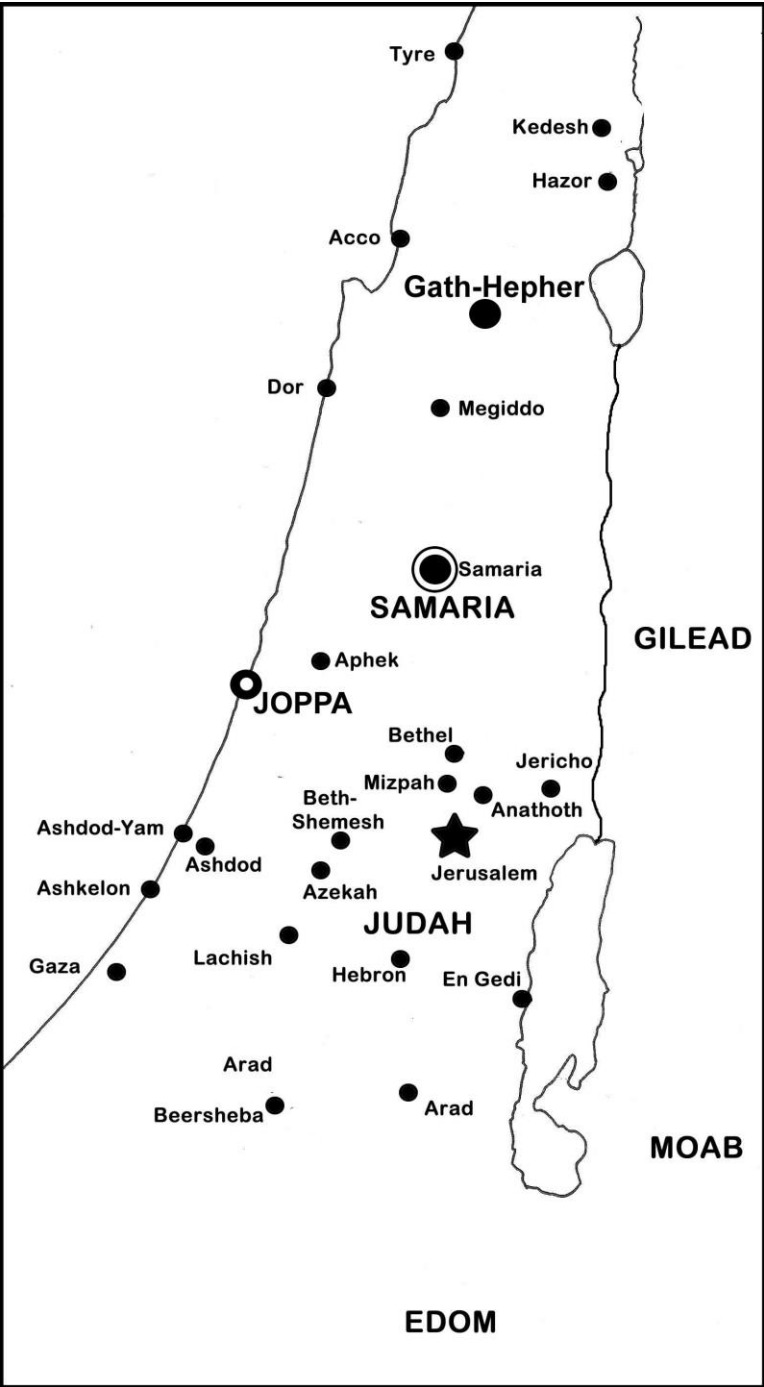 Tyre
Kedesh
Hazor
Acco
Gath-Hepher
Dor
Megiddo
Samaria
SAMARIA
GILEAD
Aphek
JOPPA
Bethel
Jericho
Mizpah
Anathoth
Beth-
Shemesh
Ashdod-Yam
Ashdod
Jerusalem
Ashkelon
Azekah
JUDAH
Lachish
Gaza
Hebron
En Gedi
Arad
Beersheba
Arad
MOAB
EDOM